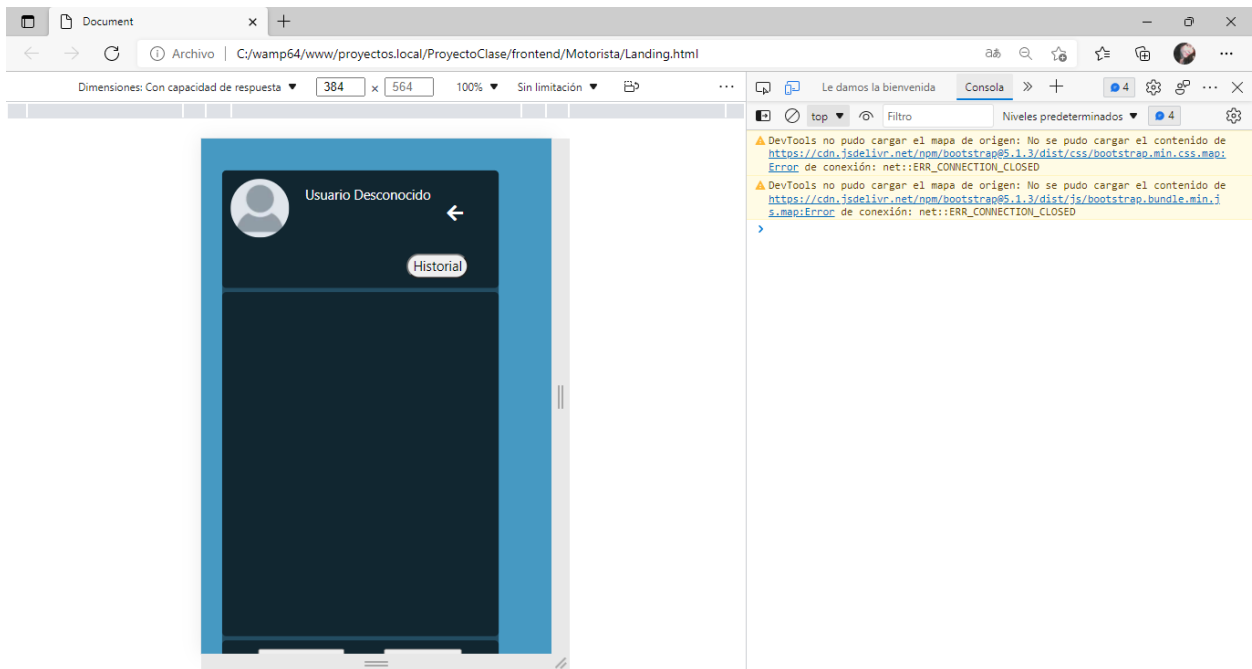 Document
Archivo
C:/wamp64/www/proyectos.local/ProyectoClase/frontend/Motorista/Landing.html
Dimensiones: Con capacidad de respuesta ▼ 384 x 564 100% ▼ Sin limitación ▼
Le damos la bienvenida Consola 4
top ▼ Filtro Niveles predeterminados ▼ 4
DevTools no pudo cargar el mapa de origen: No se pudo cargar el contenido de
https://cdn.jsdelivr.net/npm/bootstrap@5.1.3/dist/css/bootstrap.min.css.map:
Error de conexión: net::ERR_CONNECTION_CLOSED
DevTools no pudo cargar el mapa de origen: No se pudo cargar el contenido de
https://cdn.jsdelivr.net/npm/bootstrap@5.1.3/dist/js/bootstrap.bundle.min.j
s.map:Error de conexión: net::ERR_CONNECTION_CLOSED
Usuario Desconocido
Historial